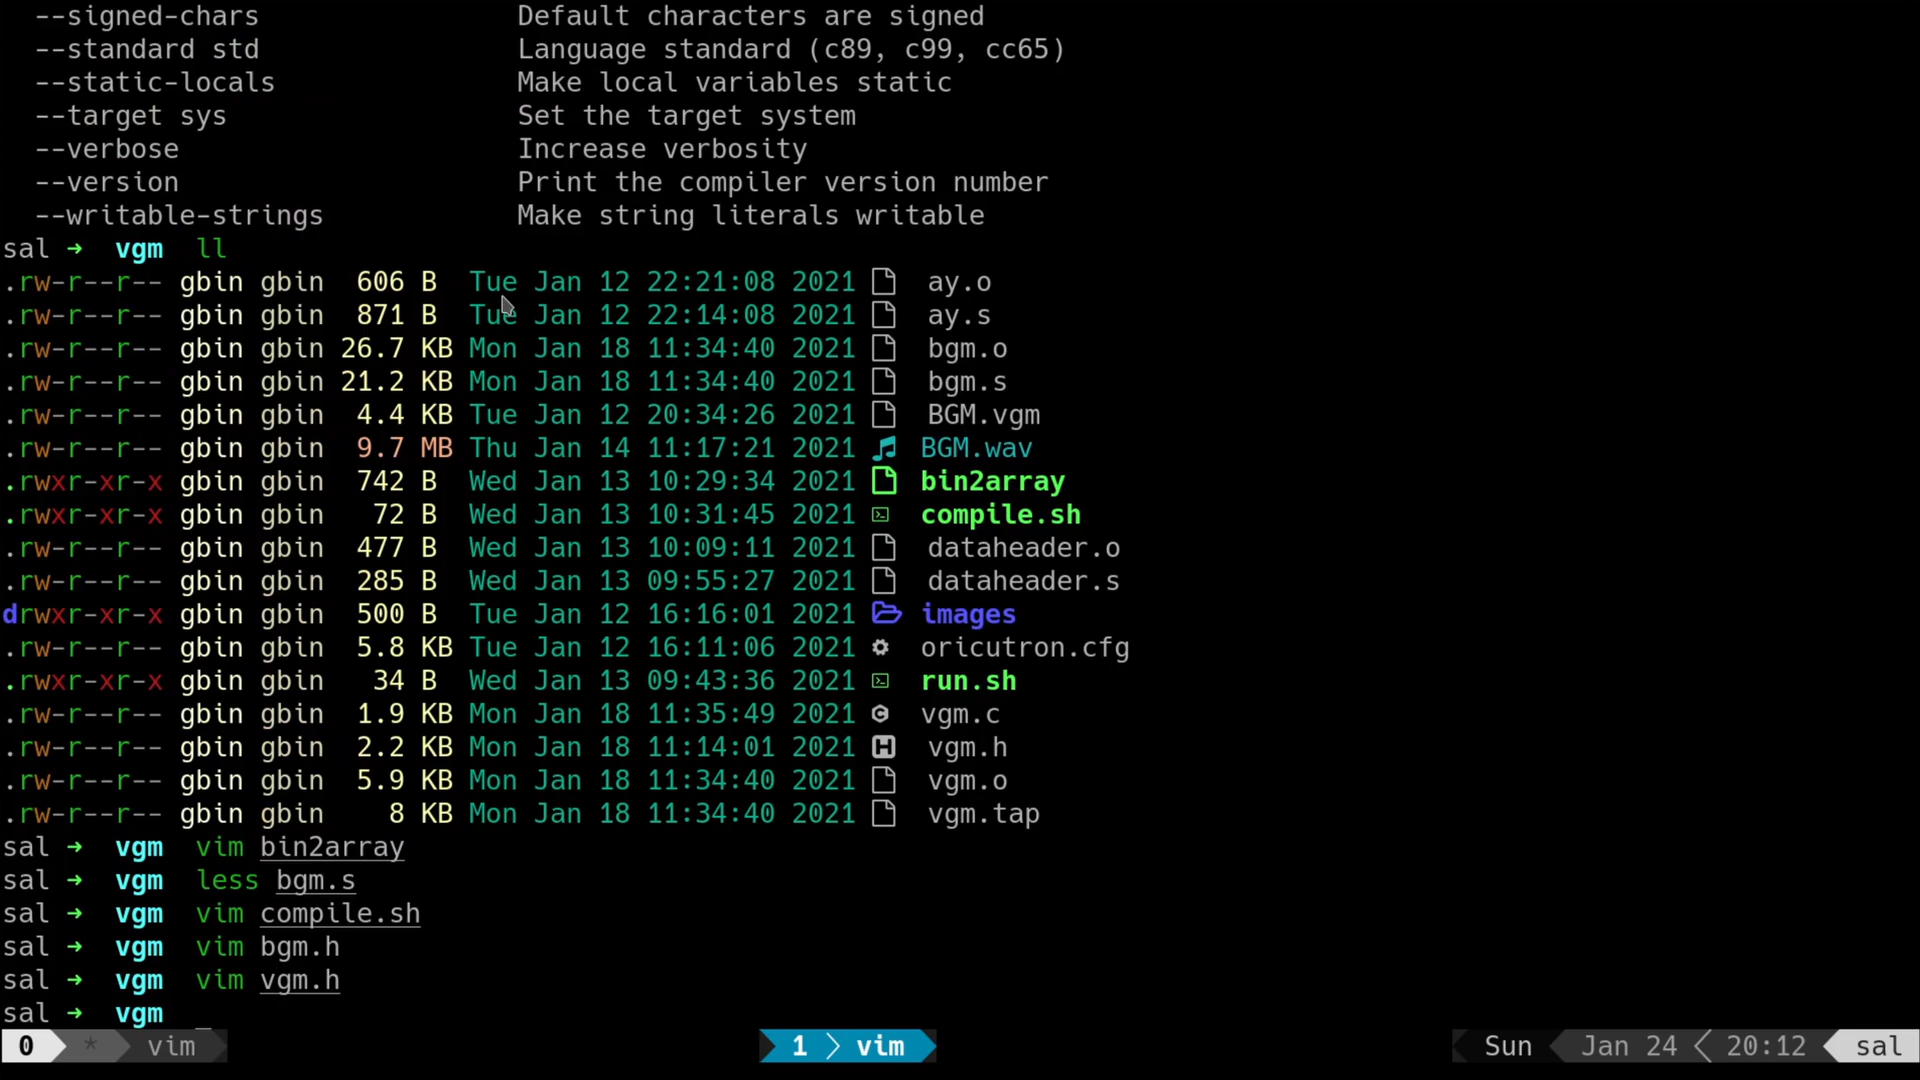 --signed-chars Default characters are signed
--standard std Language standard (c89, c99, cc65)
--static-locals Make local variables static
--target sys Set the target system
--verbose Increase verbosity
--version Print the compiler version number
--writable-strings Make string literals writable
sal → vgm ll
.rw-r--r-- gbin gbin 606 B Tue Jan 12 22:21:08 2021 ay.o
.rw-r--r-- gbin gbin 871 B Tue Jan 12 22:14:08 2021 ay.s
.rw-r--r-- gbin gbin 26.7 KB Mon Jan 18 11:34:40 2021 bgm.o
.rw-r--r-- gbin gbin 21.2 KB Mon Jan 18 11:34:40 2021 bgm.s
.rw-r--r-- gbin gbin 4.4 KB Tue Jan 12 20:34:26 2021 BGM.vgm
.rw-r--r-- gbin gbin 9.7 MB Thu Jan 14 11:17:21 2021 BGM.wav
.rwxr-xr-x gbin gbin 742 B Wed Jan 13 10:29:34 2021 bin2array
.rwxr-xr-x gbin gbin 72 B Wed Jan 13 10:31:45 2021 compile.sh
.rw-r--r-- gbin gbin 477 B Wed Jan 13 10:09:11 2021 dataheader.o
.rw-r--r-- gbin gbin 285 B Wed Jan 13 09:55:27 2021 dataheader.s
drwxr-xr-x gbin gbin 500 B Tue Jan 12 16:16:01 2021 images
.rw-r--r-- gbin gbin 5.8 KB Tue Jan 12 16:11:06 2021 oricutron.cfg
.rwxr-xr-x gbin gbin 34 B Wed Jan 13 09:43:36 2021 run.sh
.rw-r--r-- gbin gbin 1.9 KB Mon Jan 18 11:35:49 2021 vgm.c
.rw-r--r-- gbin gbin 2.2 KB Mon Jan 18 11:14:01 2021 vgm.h
.rw-r--r-- gbin gbin 5.9 KB Mon Jan 18 11:34:40 2021 vgm.o
.rw-r--r-- gbin gbin 8 KB Mon Jan 18 11:34:40 2021 vgm.tap
sal → vgm vim bin2array
sal → vgm less bgm.s
sal → vgm vim compile.sh
sal → vgm vim bgm.h
sal → vgm vim vgm.h
sal → vgm
0 * vim 1 vim Sun Jan 24 20:12 sal